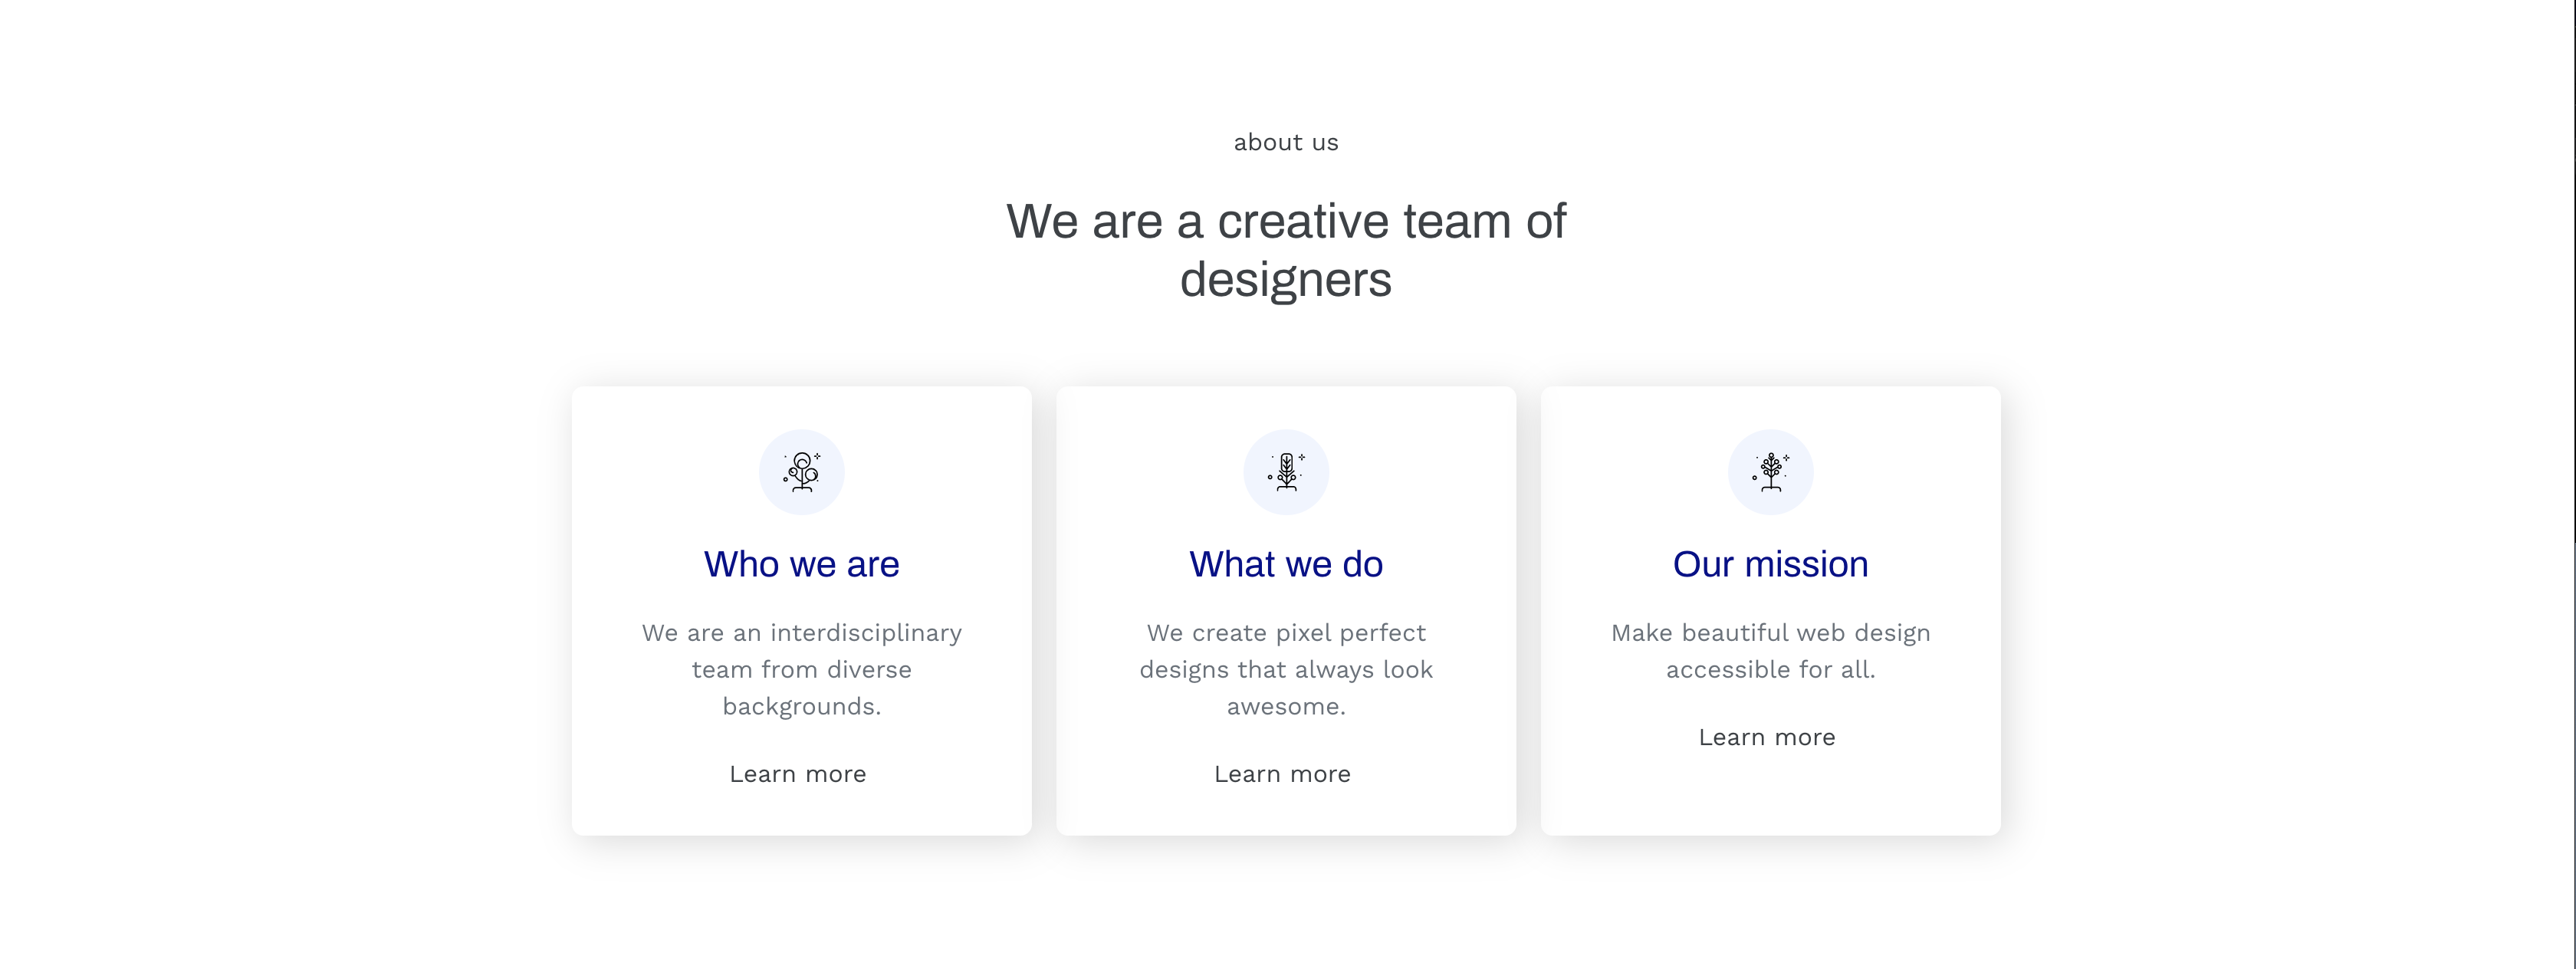 about us
We are a creative team of
designers
Who we are
We are an interdisciplinary
team from diverse
backgrounds.
Learn more
What we do
We create pixel perfect
designs that always look
awesome.
Learn more
Our mission
Make beautiful web design
accessible for all.
Learn more